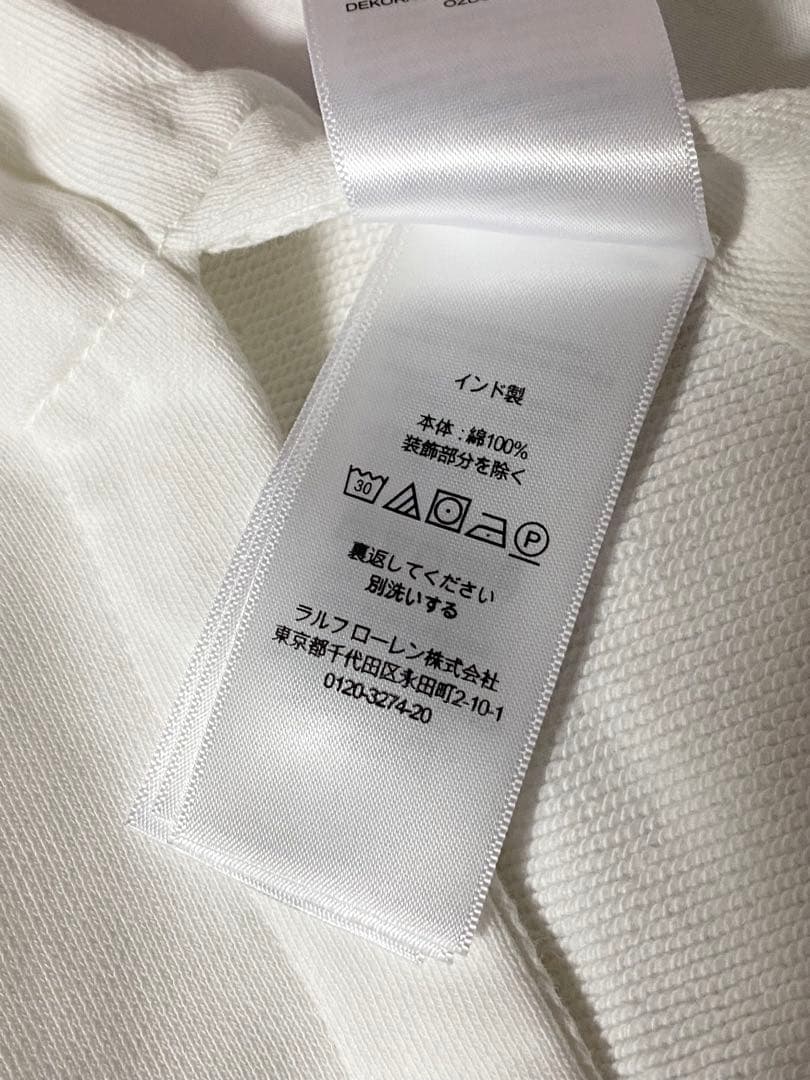 インド製
本体 : 綿100%
装飾部分を除く
30
P
裏返してください
別洗いする
ラルフ ローレン株式会社
東京都千代田区永田町2-10-1
0120-3274-20